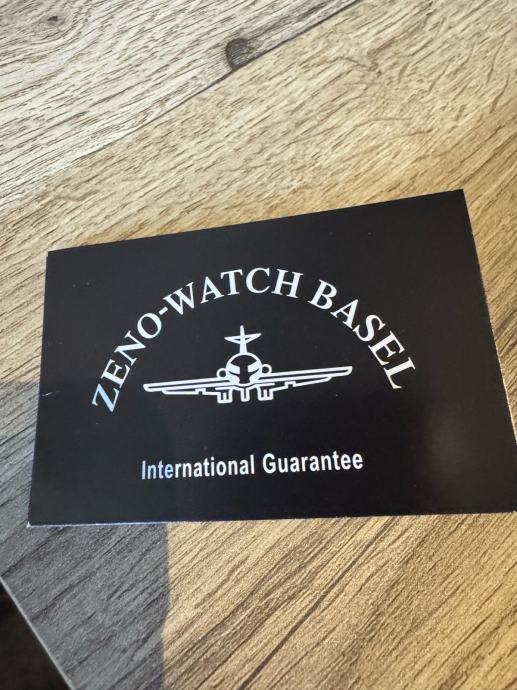 ZENO-WATCH BASEL
International Guarantee